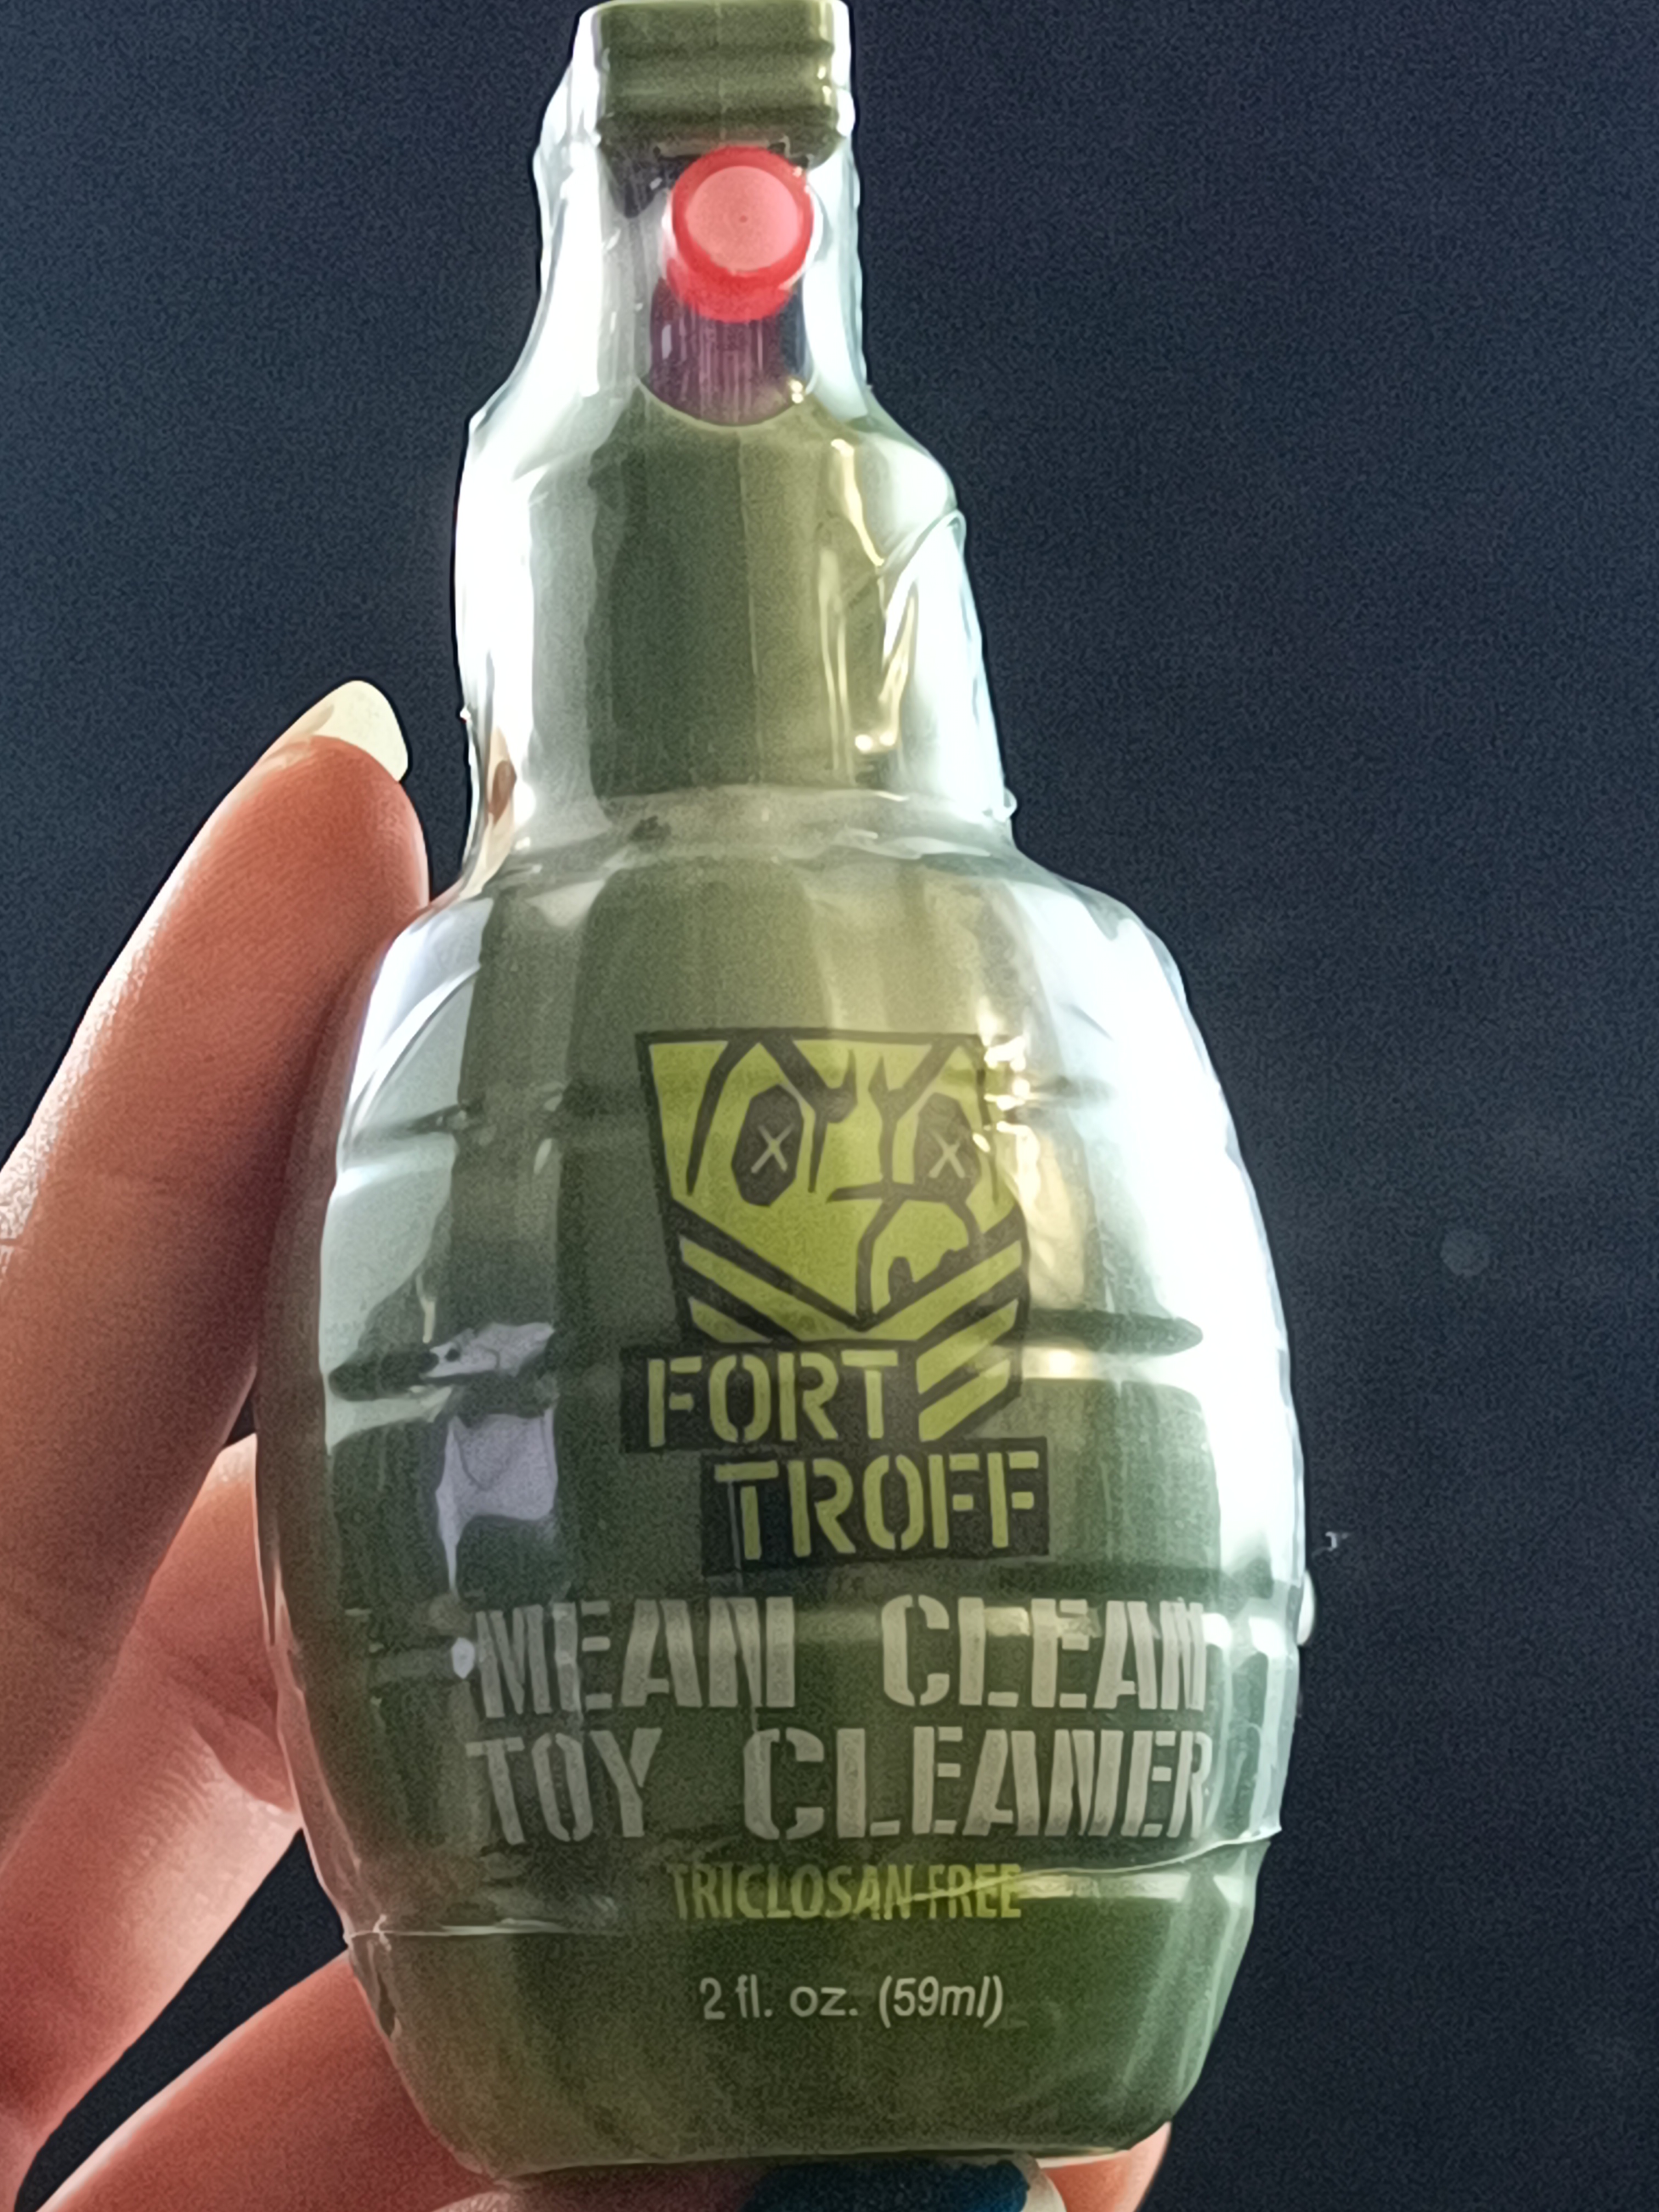 FORT
TROFF
MEAN CLEAN
TOY CLEANER
TRICLOSAN FREE
2 fl. oz. (59ml)